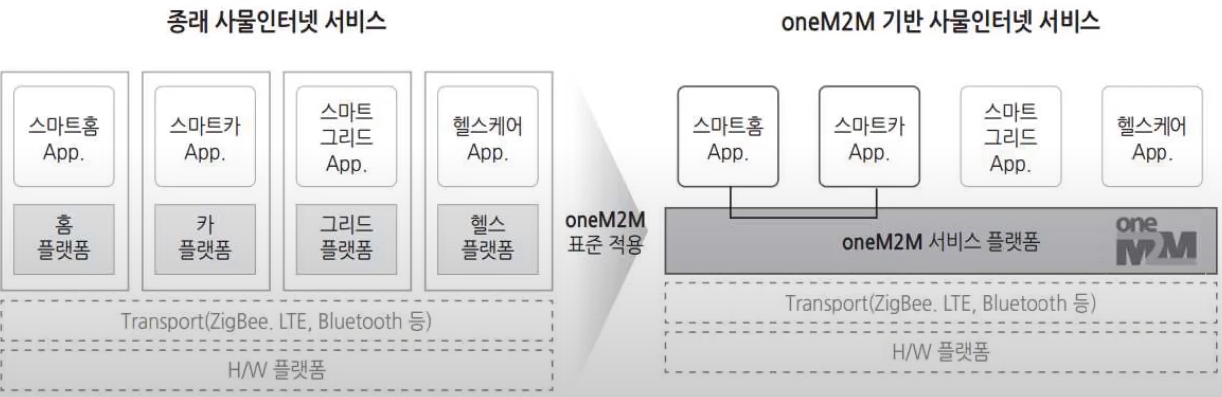 종래 사물인터넷 서비스
스마트홈
App.
스마트카
App.
스마트
그리드
App.
헬스케어
App.
홈
플랫폼
카
플랫폼
그리드
플랫폼
헬스
플랫폼
Transport(ZigBee. LTE, Bluetooth 등)
H/W 플랫폼
oneM2M
표준 적용
oneM2M 기반 사물인터넷 서비스
스마트홈
App.
스마트카
App.
스마트
그리드
App.
헬스케어
App.
oneM2M 서비스 플랫폼
one
M2M
Transport(ZigBee. LTE, Bluetooth 등)
H/W 플랫폼